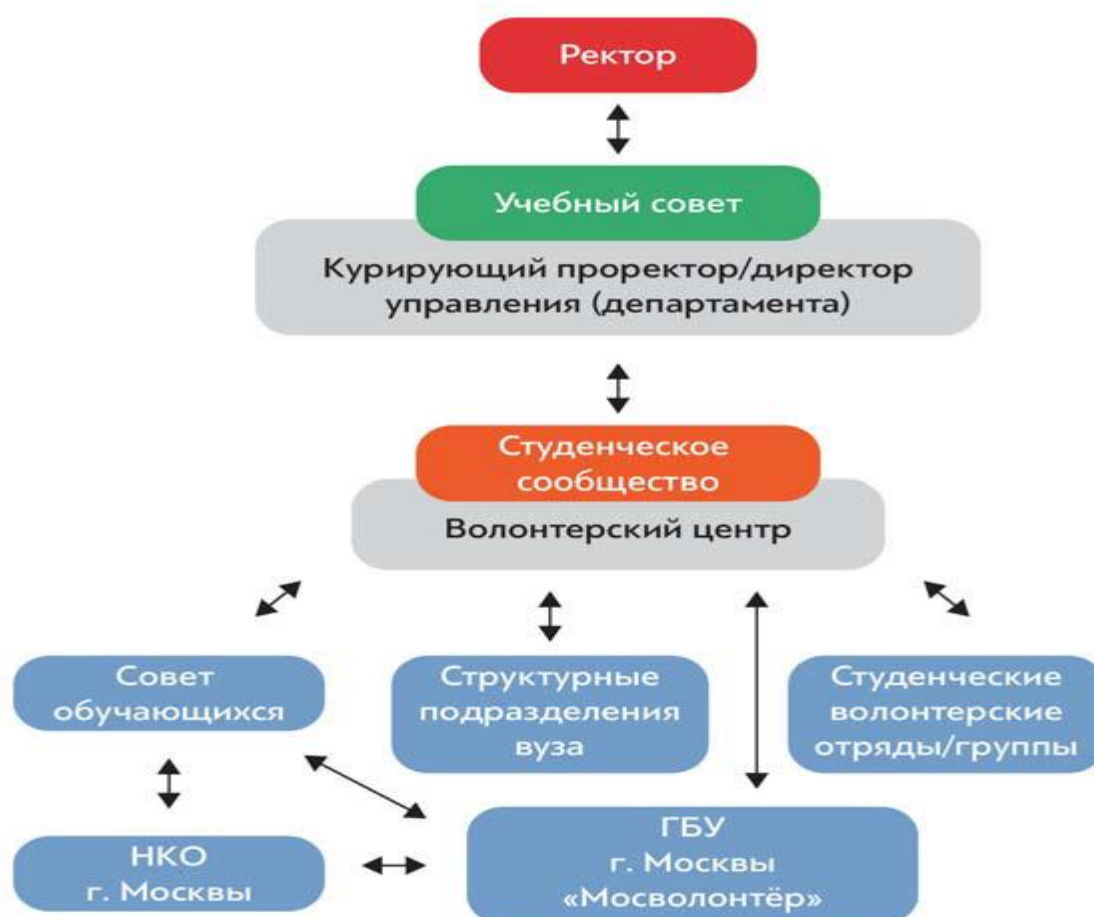 Ректор
Учебный совет
Курирующий проректор/директор
управления (департамента)
Студенческое
сообщество
Волонтерский центр
Совет
обучающихся
Структурные
подразделения
вуза
Студенческие
волонтерские
отряды/группы
НКО
г. Москвы
ГБУ
г. Москвы
«Мосволонтёр»